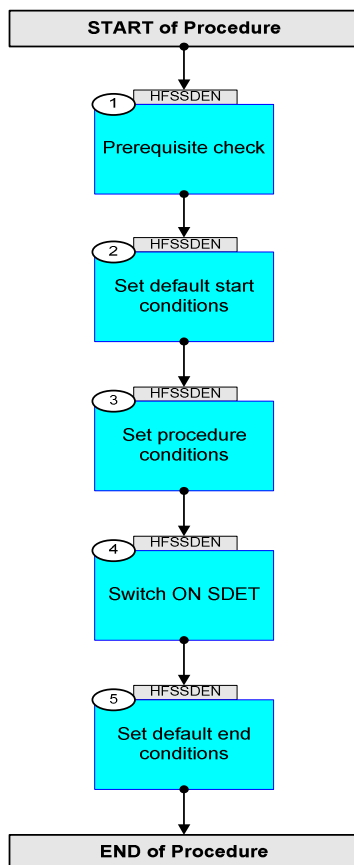 START of Procedure
HFSSDEN
1
Prerequisite check
HFSSDEN
2
Set default start
conditions
HFSSDEN
3
Set procedure
conditions
HFSSDEN
4
Switch ON SDET
HFSSDEN
5
Set default end
conditions
END of Procedure